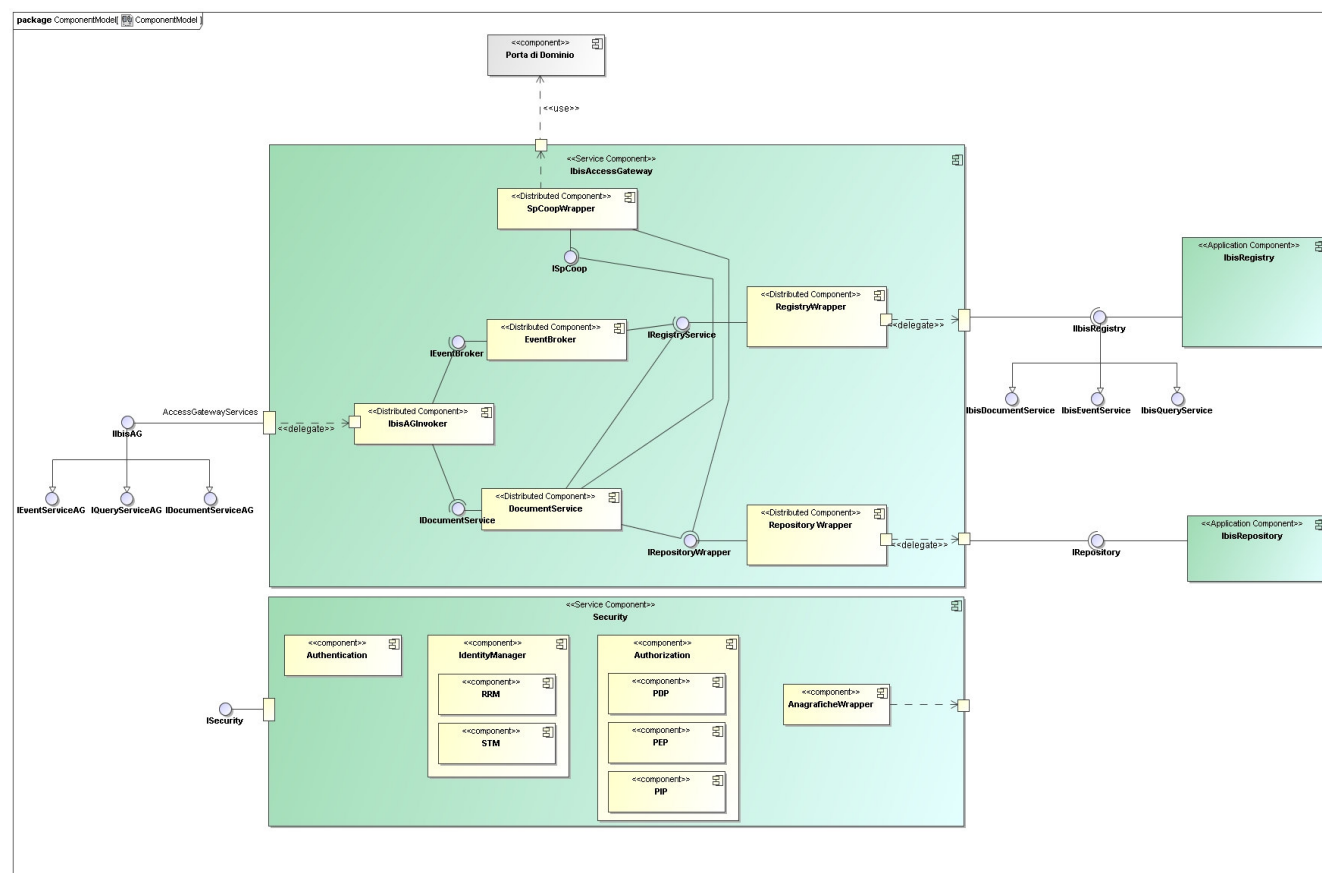 package ComponentModel[ ComponentModel ]
<<component>>
Porta di Dominio
<<use>>
<<Service Component>>
IbisAccessGateway
<<Distributed Component>>
SpCoopWrapper
ISpCoop
<<Application Component>>
IbisRegistry
<<Distributed Component>>
RegistryWrapper
<<delegate>>
IIbisRegistry
<<Distributed Component>>
EventBroker
IRegistryService
IEventBroker
IbisDocumentService
IbisEventService
IbisQueryService
AccessGatewayServices
IIbisAG
<<delegate>>
<<Distributed Component>>
IbisAGInvoker
IEventServiceAG
IQueryServiceAG
IDocumentServiceAG
<<Distributed Component>>
DocumentService
IDocumentService
<<Distributed Component>>
Repository Wrapper
<<delegate>>
IRepositoryWrapper
IRepository
<<Application Component>>
IbisRepository
<<Service Component>>
Security
<<component>>
Authentication
<<component>>
IdentityManager
<<component>>
RRM
<<component>>
STM
<<component>>
Authorization
<<component>>
PDP
<<component>>
PEP
<<component>>
PIP
<<component>>
AnagraficheWrapper
ISecurity